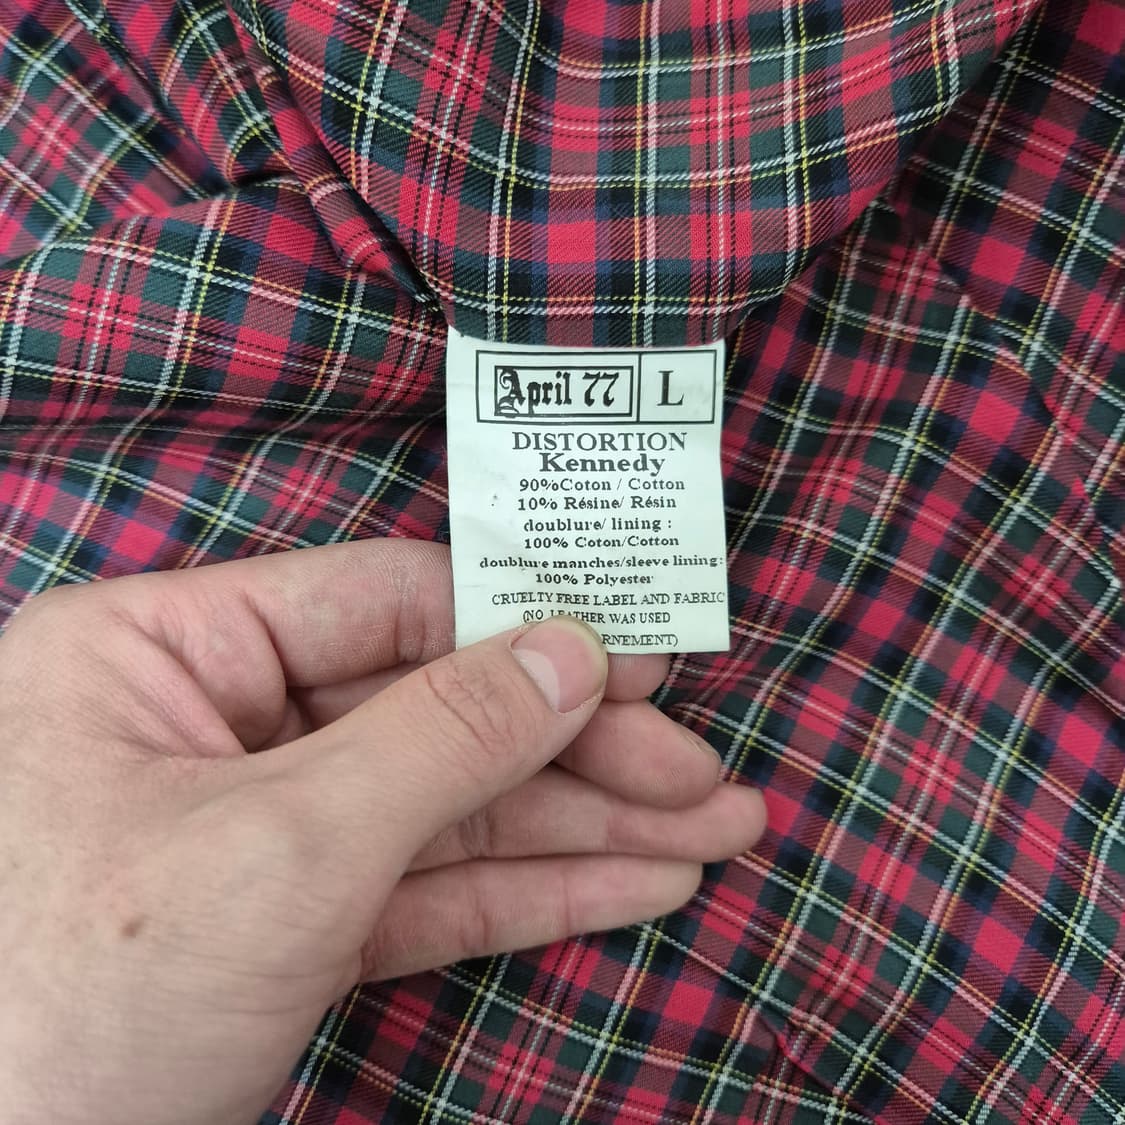 April 77 L
DISTORTION
Kennedy
90%Coton / Cotton
10% Résine/ Résin
doublure/ lining :
100% Coton/Cotton
doublure manches/sleeve lining:
100% Polyester
CRUELTY FREE LABEL AND FABRIC
(NO LEATHER WAS USED
RNEMENT)